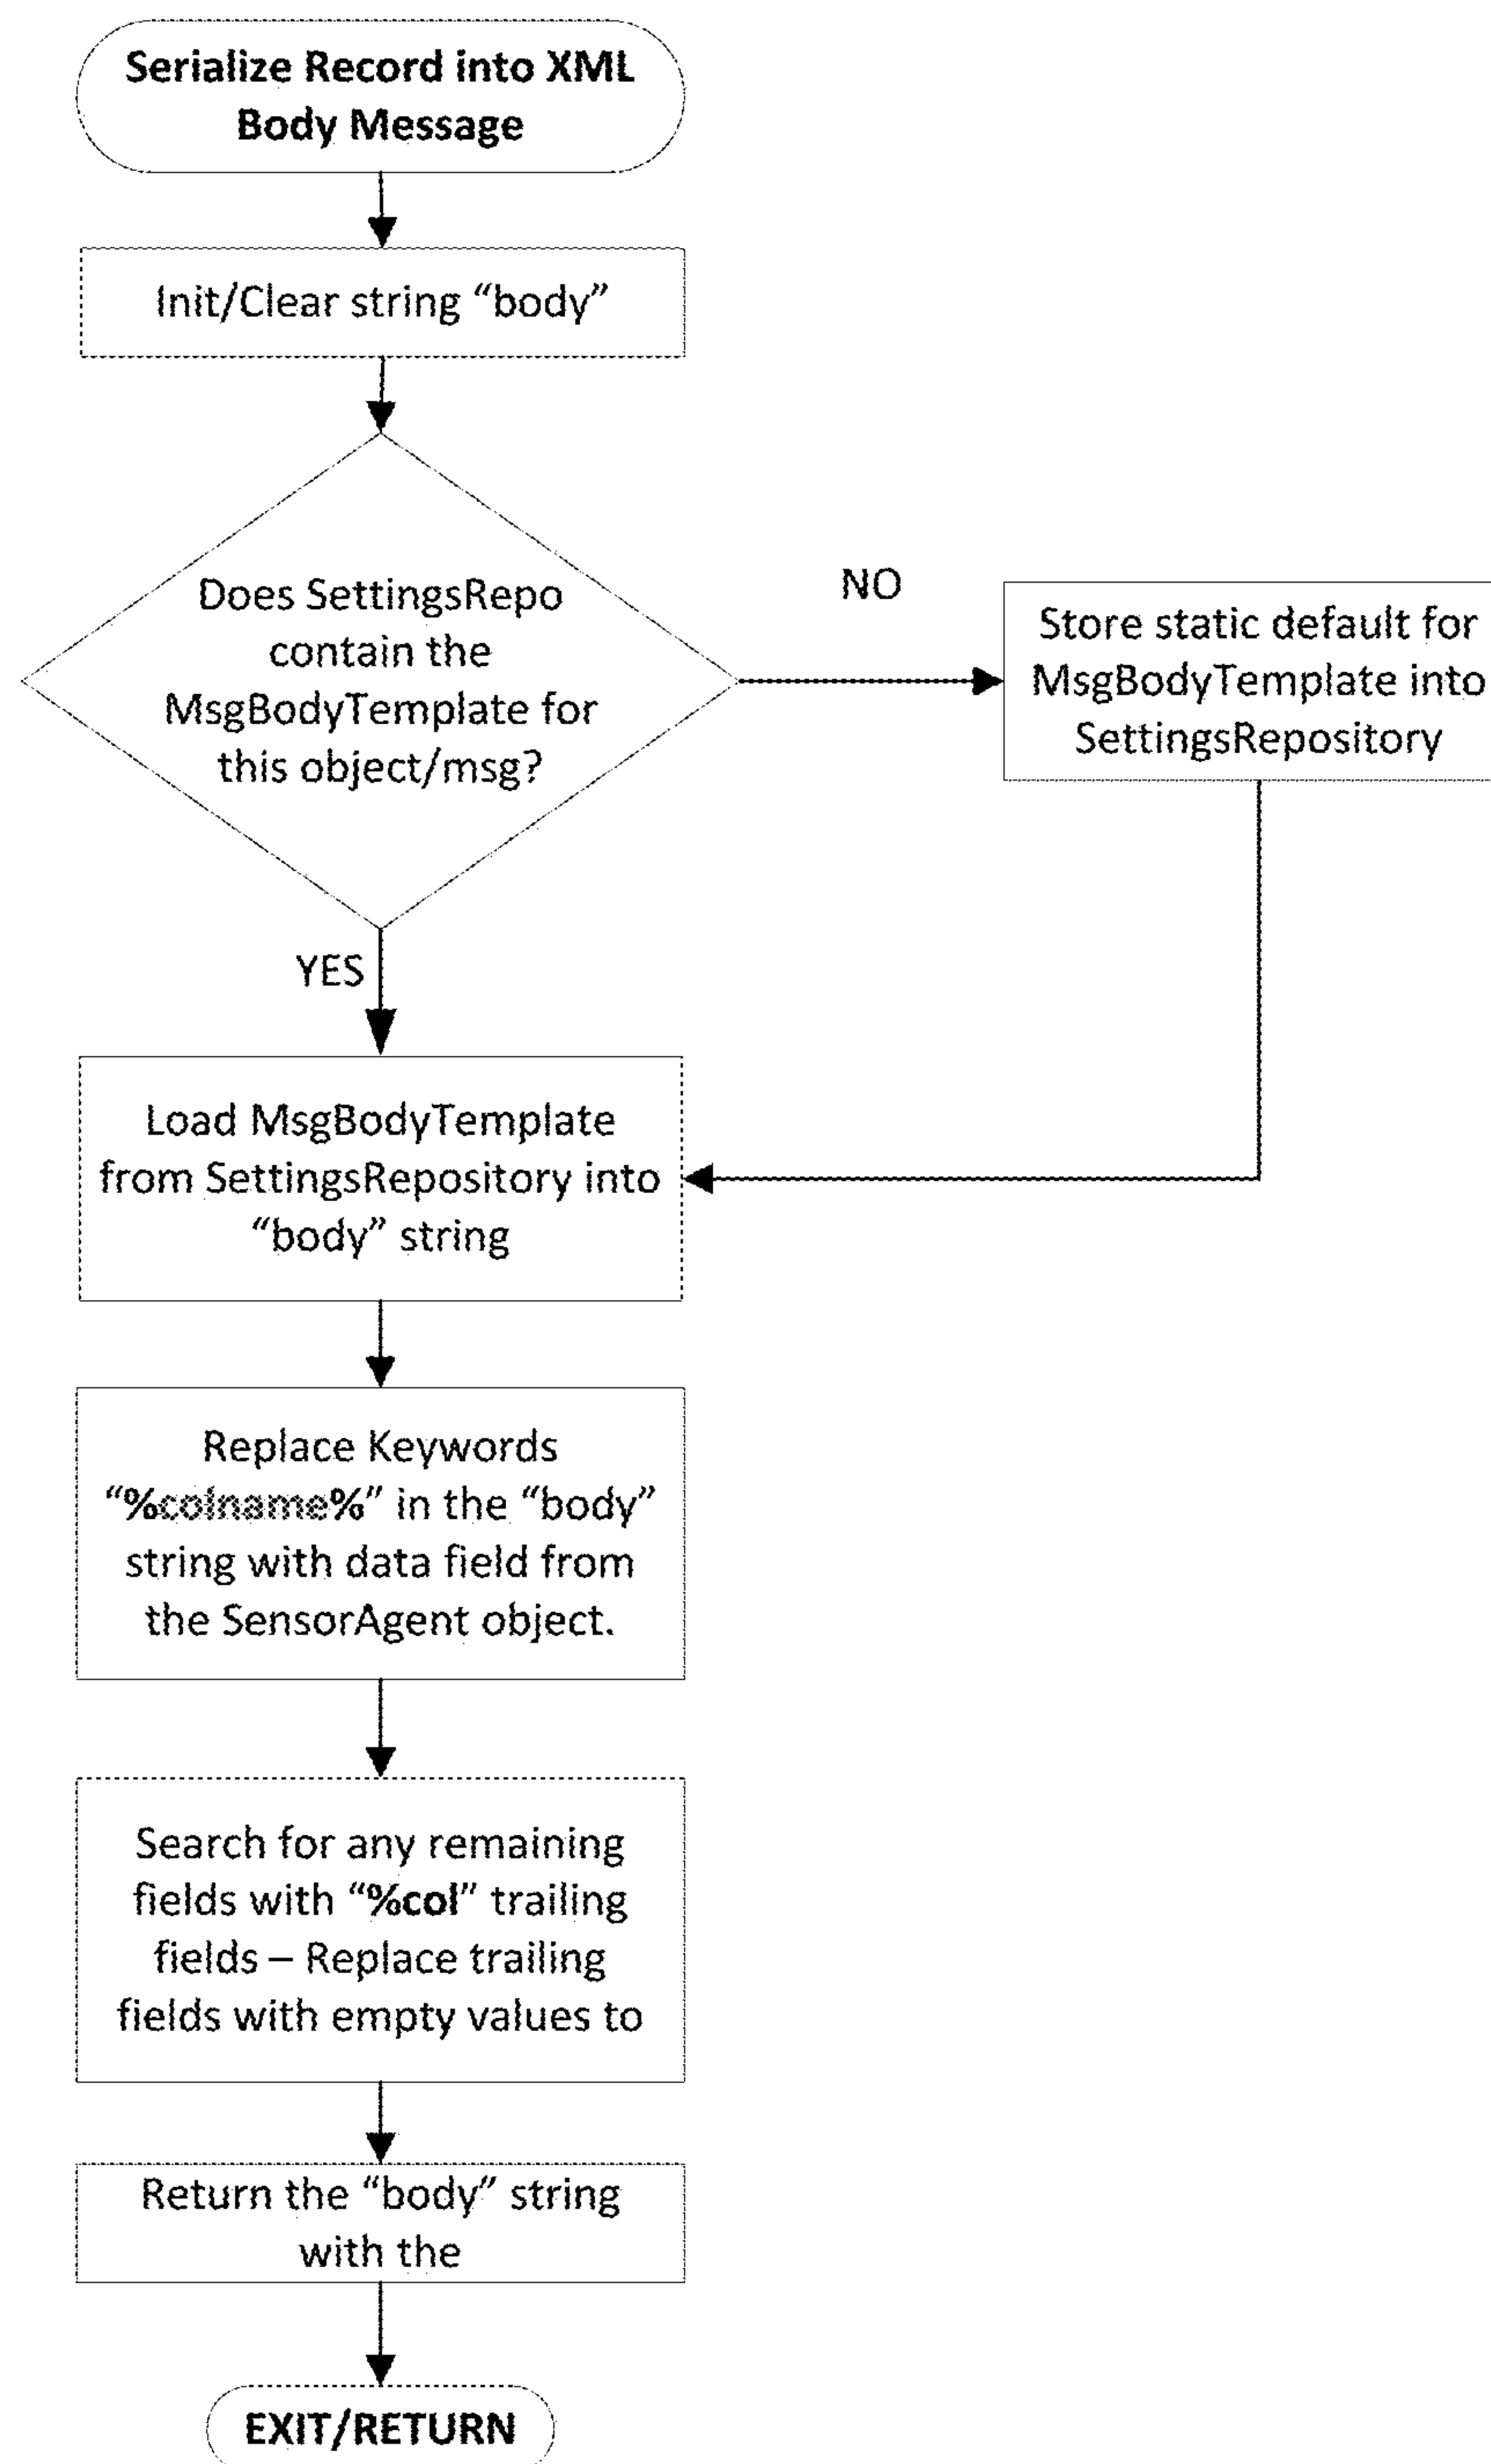 Serialize Record into XML
Body Message
Init/Clear string “body”
Does SettingsRepo
contain the
MsgBodyTemplate for
this object/msg?
NO
Store static default for
MsgBodyTemplate into
SettingsRepository
YES
Load MsgBodyTemplate
from SettingsRepository into
“body” string
Replace Keywords
“%colname%” in the “body”
string with data field from
the SensorAgent object.
Search for any remaining
fields with “%col” trailing
fields – Replace trailing
fields with empty values to
Return the “body” string
with the
EXIT/RETURN